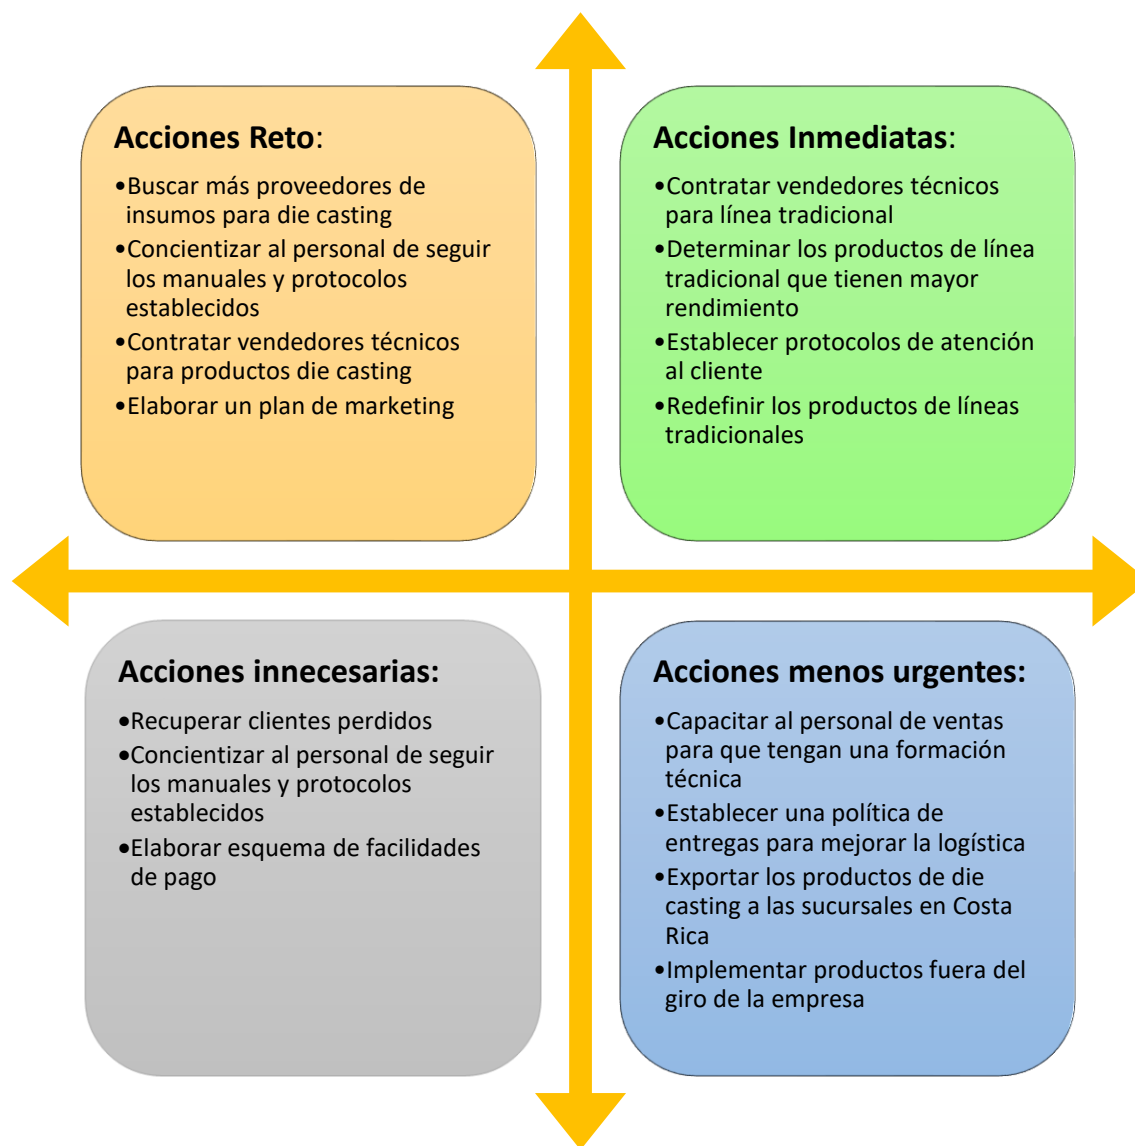 Acciones Reto:
•Buscar más proveedores de
insumos para die casting
•Concientizar al personal de seguir
los manuales y protocolos
establecidos
•Contratar vendedores técnicos
para productos die casting
•Elaborar un plan de marketing
Acciones Inmediatas:
•Contratar vendedores técnicos
para línea tradicional
•Determinar los productos de línea
tradicional que tienen mayor
rendimiento
•Establecer protocolos de atención
al cliente
•Redefinir los productos de líneas
tradicionales
Acciones innecesarias:
•Recuperar clientes perdidos
•Concientizar al personal de seguir
los manuales y protocolos
establecidos
•Elaborar esquema de facilidades
de pago
Acciones menos urgentes:
•Capacitar al personal de ventas
para que tengan una formación
técnica
•Establecer una política de
entregas para mejorar la logística
•Exportar los productos de die
casting a las sucursales en Costa
Rica
•Implementar productos fuera del
giro de la empresa